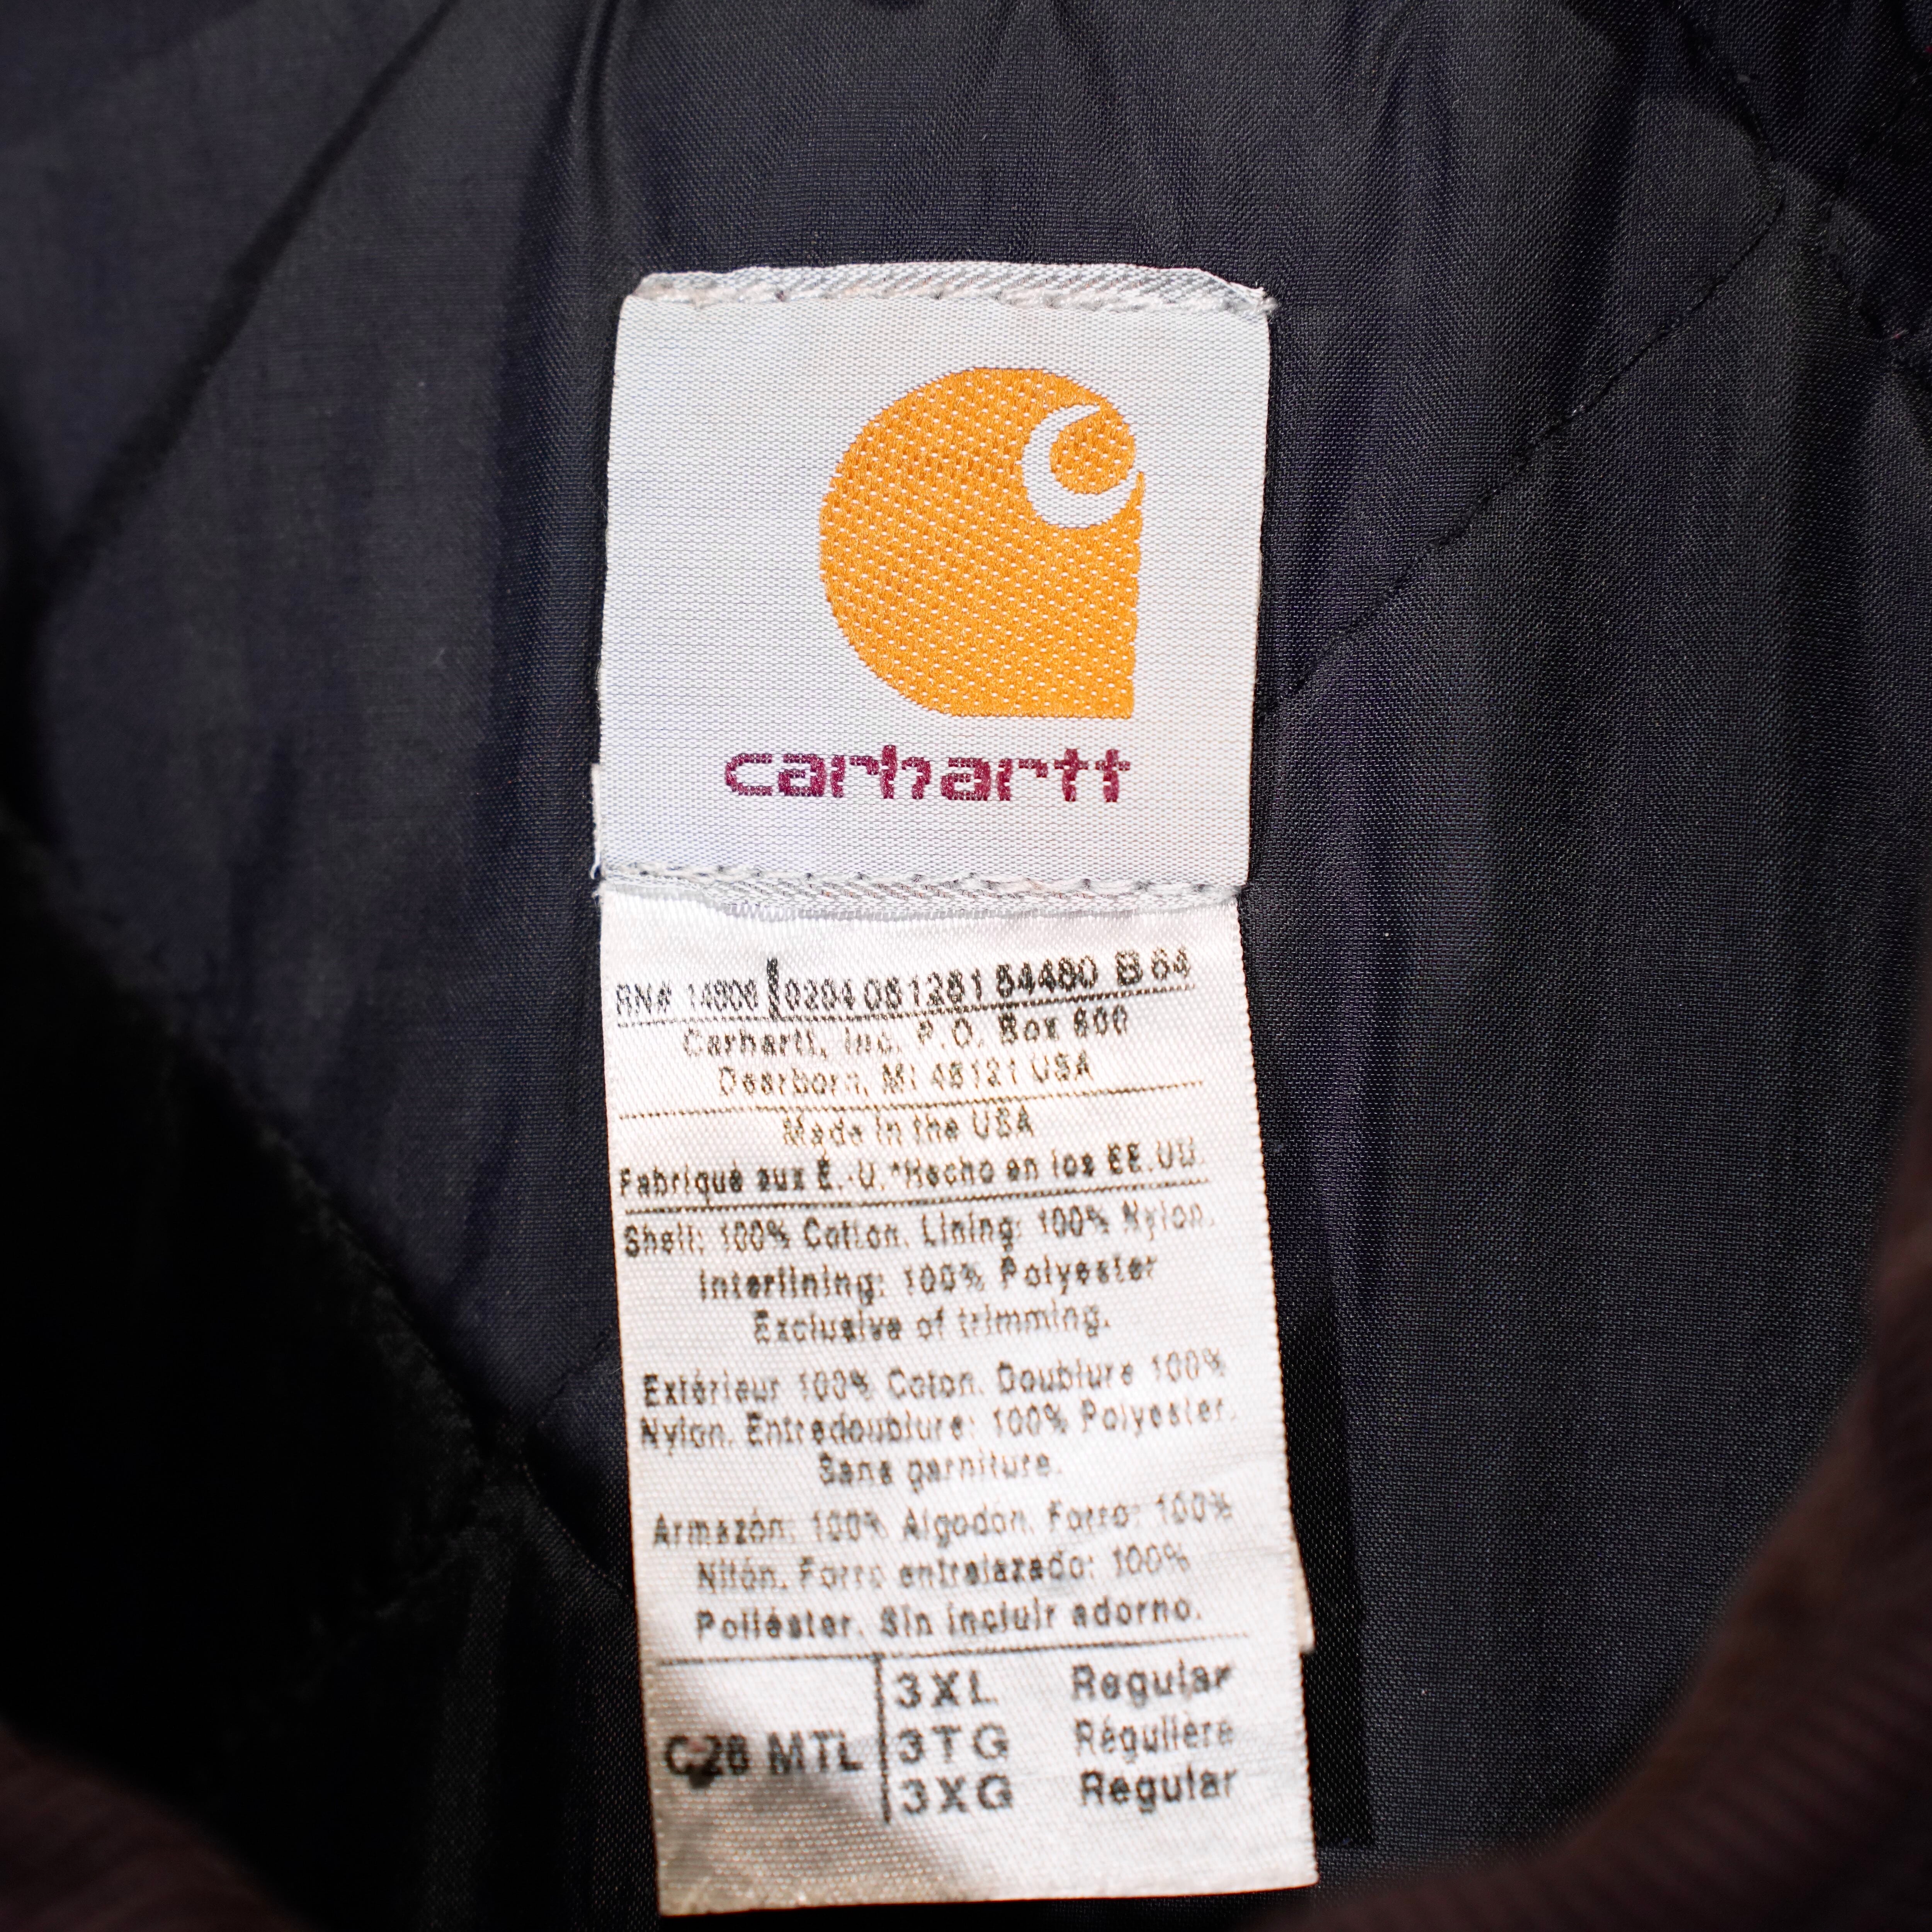 carhartt
RN# 14806 0204 051281 54480 B 64
Carhartt, Inc. P.O. Box 600
Dearborn, MI 48121 USA
Made in the USA
Fabriqué aux É.-U.*Hecho en los EE.UU.
Shell: 100% Cotton. Lining: 100% Nylon.
Interlining: 100% Polyester
Exclusive of trimming.
Extérieur 100% Coton. Doublure 100%
Nylon. Entredoublure: 100% Polyester.
Sans garniture.
Armazón: 100% Algodón. Forro: 100%
Nilón. Forro entrelazado: 100%
Poliéster. Sin incluir adorno.
C26 MTL
3XL Regular
3TG Régulière
3XG Regular